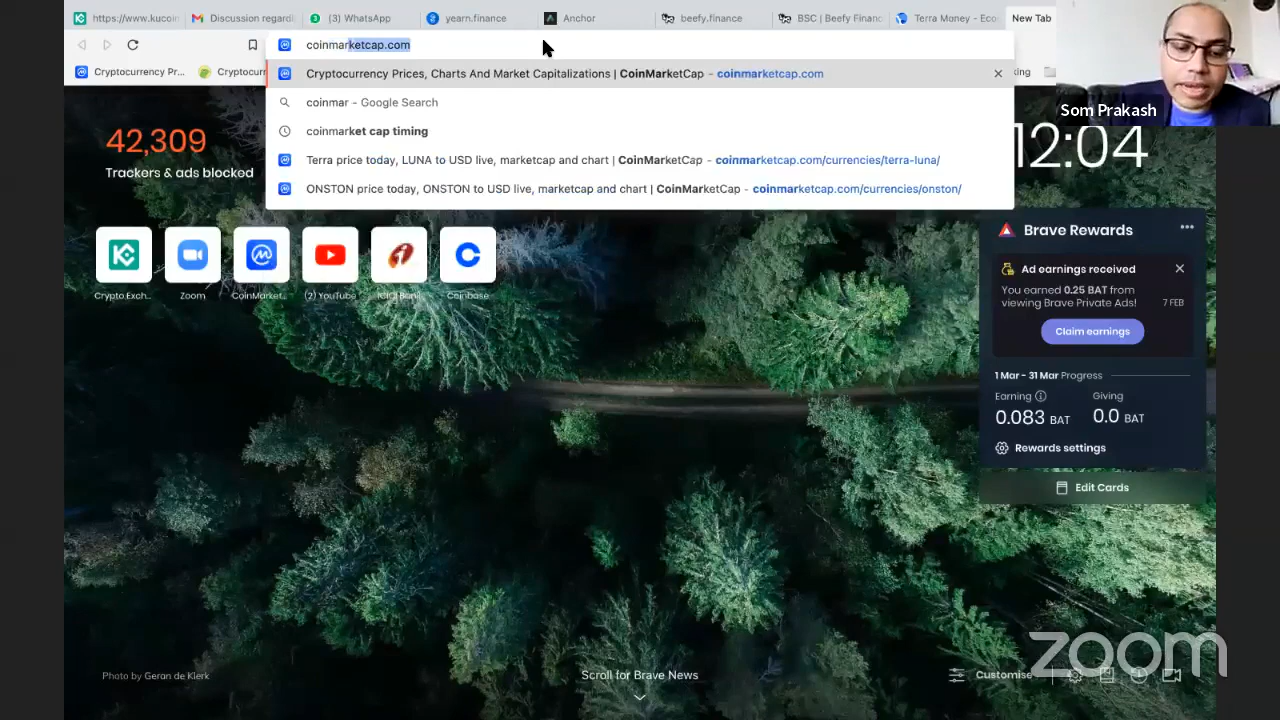 https://www.kucoin
Discussion regardi
(3) WhatsApp
yearn.finance
Anchor
beefy.finance
BSC | Beefy Financ
Terra Money - Eco
New Tab
coinmarketcap.com
Cryptocurrency Pr...
Cryptocurr
king
Cryptocurrency Prices, Charts And Market Capitalizations | CoinMarketCap - coinmarketcap.com
coinmar - Google Search
coinmarket cap timing
Terra price today, LUNA to USD live, marketcap and chart | CoinMarketCap - coinmarketcap.com/currencies/terra-luna/
ONSTON price today, ONSTON to USD live, marketcap and chart | CoinMarketCap - coinmarketcap.com/currencies/onston/
Som Prakash
42,309
Trackers & ads blocked
12:04
Crypto Exch...
Zoom
CoinMarket...
(2) YouTube
ICICI Bank
Coinbase
Brave Rewards
Ad earnings received
You earned 0.25 BAT from
viewing Brave Private Ads!
7 FEB
Claim earnings
1 Mar - 31 Mar Progress
Earning
Giving
0.083 BAT
0.0 BAT
Rewards settings
Edit Cards
Photo by Geran de Klerk
Scroll for Brave News
Customise
zoom